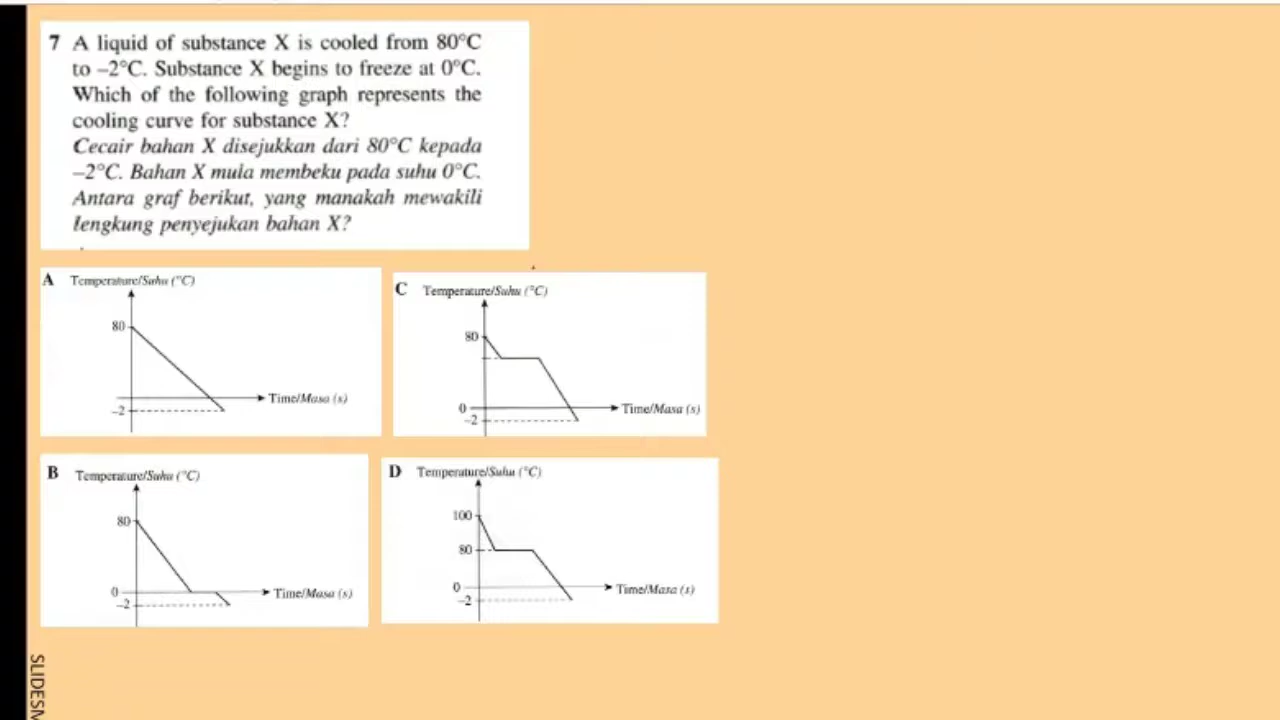 7 A liquid of substance X is cooled from 80°C
to –2°C. Substance X begins to freeze at 0°C.
Which of the following graph represents the
cooling curve for substance X?
Cecair bahan X disejukkan dari 80°C kepada
–2°C. Bahan X mula membeku pada suhu 0°C.
Antara graf berikut, yang manakah mewakili
lengkung penyejukan bahan X?
A Temperature/Suhu (°C)
80
Time/Masa (s)
–2
C Temperature/Suhu (°C)
80
0
Time/Masa (s)
–2
B Temperature/Suhu (°C)
80
0
Time/Masa (s)
–2
D Temperature/Suhu (°C)
100
80
0
Time/Masa (s)
–2